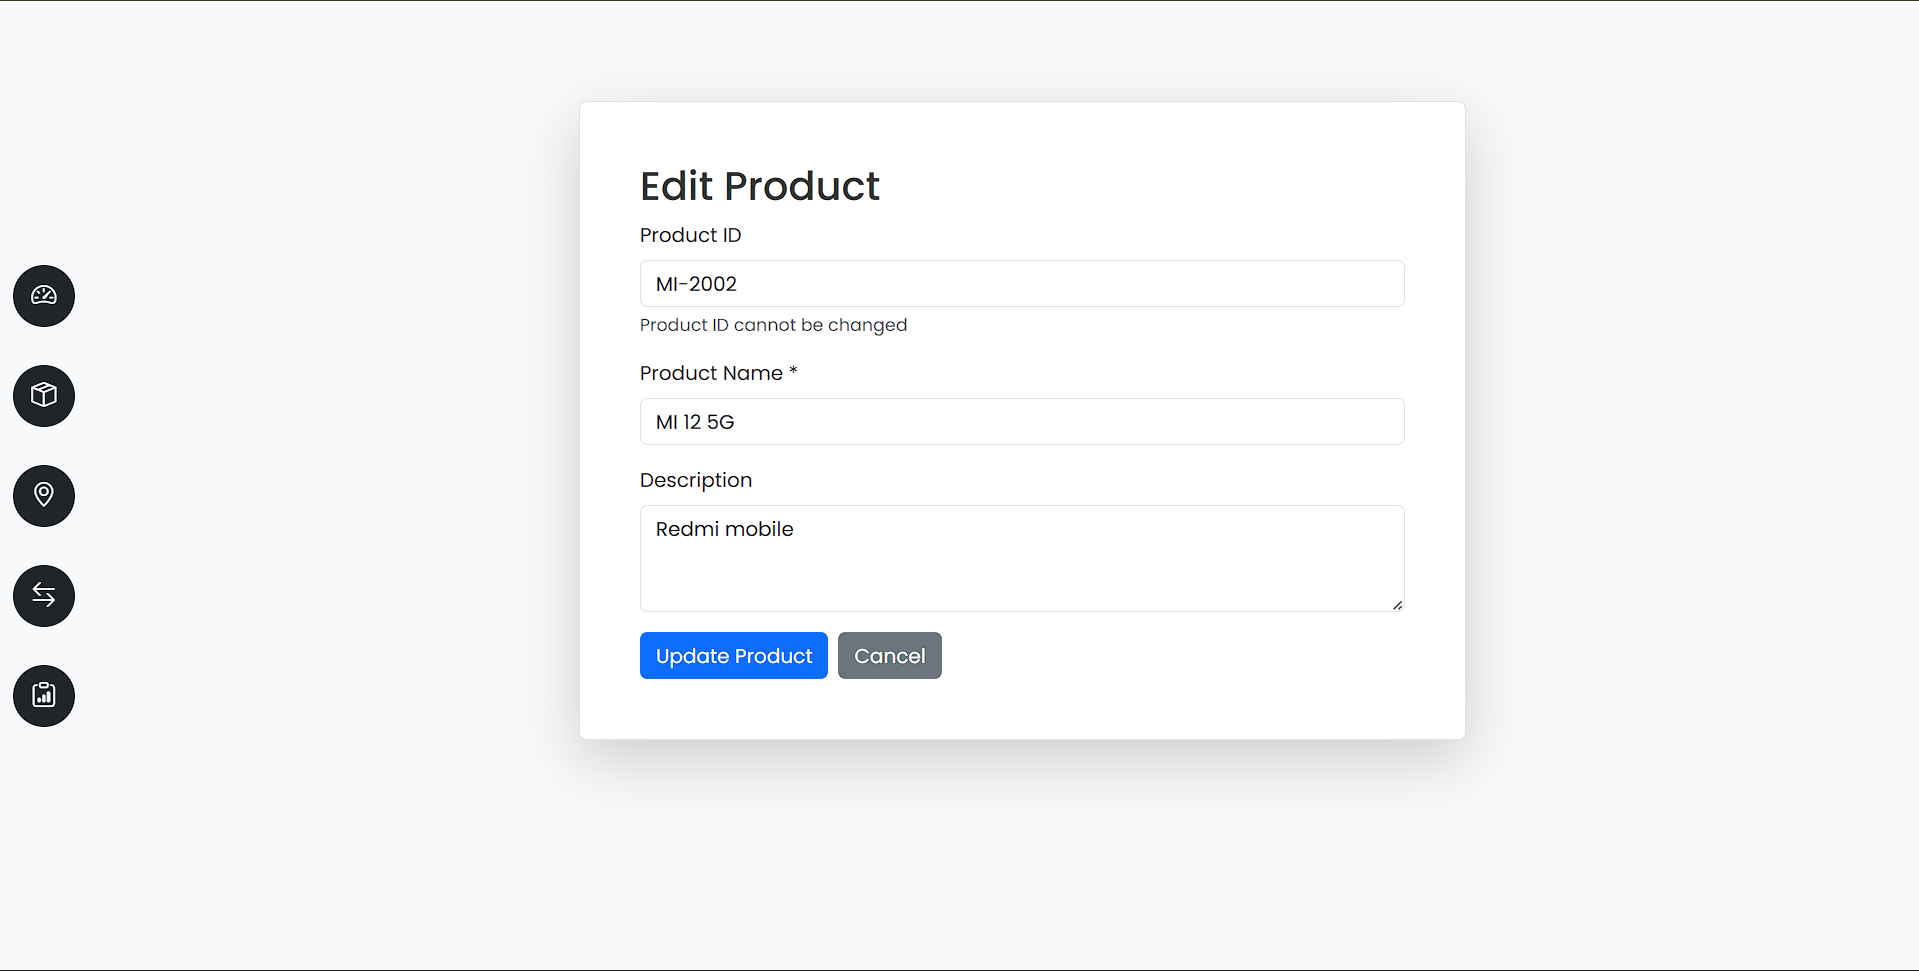 Edit Product
Product ID
MI-2002
Product ID cannot be changed
Product Name *
MI 12 5G
Description
Redmi mobile
Update Product
Cancel